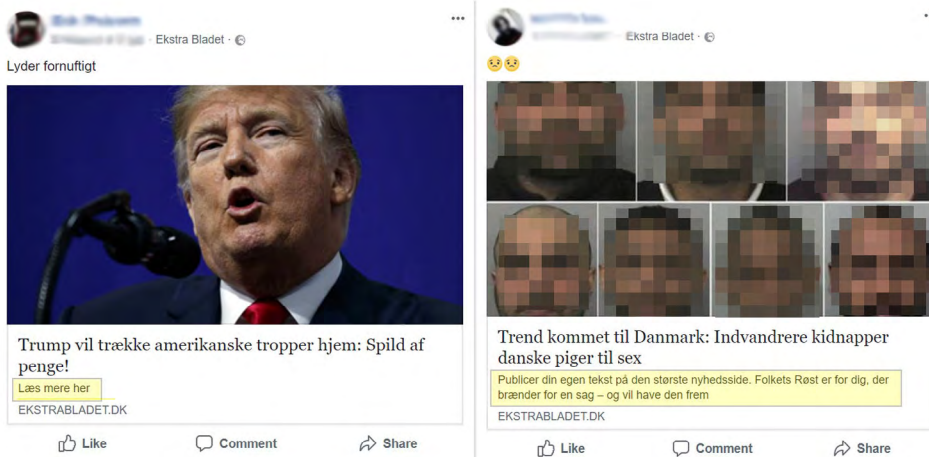 Ekstra Bladet ·
Lyder fornuftigt
Trump vil trække amerikanske tropper hjem: Spild af
penge!
Læs mere her
EKSTRABLADET.DK
Like Comment Share
Ekstra Bladet ·
Trend kommet til Danmark: Indvandrere kidnapper
danske piger til sex
Publicer din egen tekst på den største nyhedsside. Folkets Røst er for dig, der
brænder for en sag – og vil have den frem
EKSTRABLADET.DK
Like Comment Share